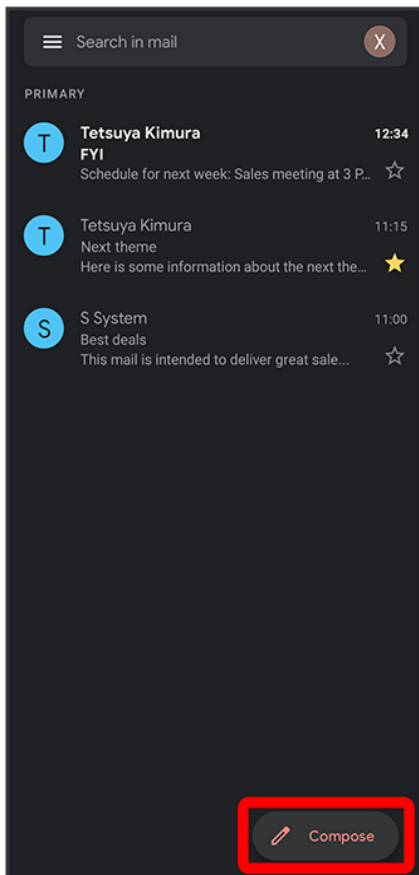 Search in mail
X
PRIMARY
T
Tetsuya Kimura
12:34
FYI
Schedule for next week: Sales meeting at 3 P...
T
Tetsuya Kimura
11:15
Next theme
Here is some information about the next the...
S
S System
11:00
Best deals
This mail is intended to deliver great sale...
Compose